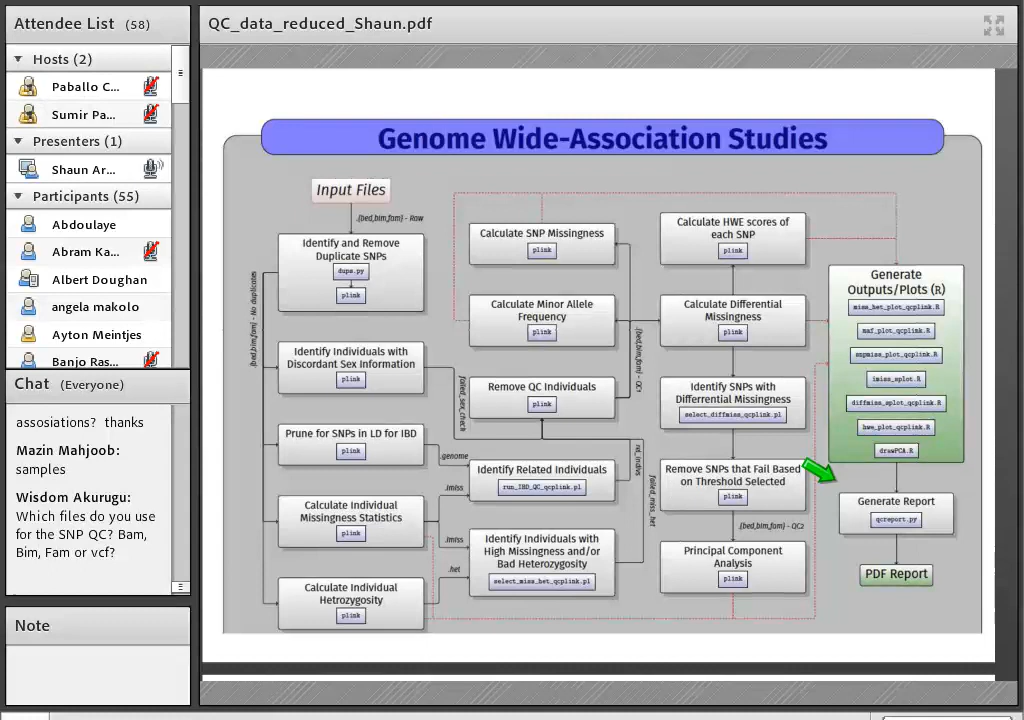 Attendee List (58)
Hosts (2)
Paballo C...
Sumir Pa...
Presenters (1)
Shaun Ar...
Participants (55)
Abdoulaye
Abram Ka...
Albert Doughan
angela makolo
Ayton Meintjes
Banjo Ras...
Chat (Everyone)
assosiations? thanks
Mazin Mahjoob:
samples
Wisdom Akurugu:
Which files do you use
for the SNP QC? Bam,
Bim, Fam or vcf?
Note
QC_data_reduced_Shaun.pdf
Genome Wide-Association Studies
Input Files
.{bed,bim,fam} - Raw
Identify and Remove
Duplicate SNPs
dups.py
plink
{bed,bim,fam} - No duplicates
Identify Individuals with
Discordant Sex Information
plink
Prune for SNPs in LD for IBD
plink
Calculate Individual
Missingness Statistics
plink
Calculate Individual
Hetrozygosity
plink
failed_sex_check
.genome
.imiss
.imiss
.het
Calculate SNP Missingness
plink
Calculate Minor Allele
Frequency
plink
Remove QC Individuals
plink
Identify Related Individuals
run_IBD_QC_qcplink.pl
Identify Individuals with
High Missingness and/or
Bad Heterozygosity
select_miss_het_qcplink.pl
.{bed,bim,fam} - QC1
failed_miss_het
Calculate HWE scores of
each SNP
plink
Calculate Differential
Missingness
plink
Identify SNPs with
Differrential Missingness
select_diffmiss_qcplink.pl
Remove SNPs that Fail Based
on Threshold Selected
plink
.{bed,bim,fam} - QC2
Principal Component
Analysis
plink
Generate
Outputs/Plots (R)
miss_het_plot_qcplink.R
maf_plot_qcplink.R
snpmiss_plot_qcplink.R
imiss_splot.R
diffmiss_splot_qcplink.R
hwe_plot_qcplink.R
drawPCA.R
Generate Report
qcreport.py
PDF Report